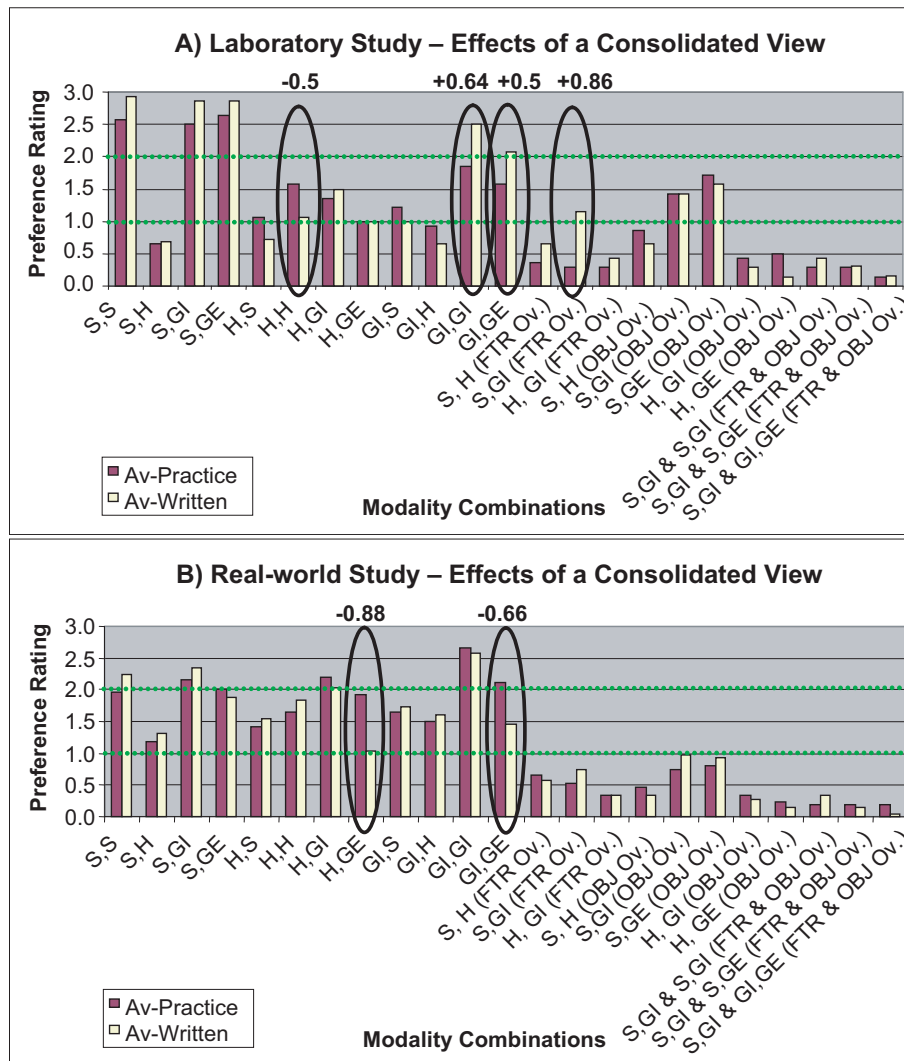 A) Laboratory Study – Effects of a Consolidated View
-0.5 +0.64 +0.5 +0.86
Preference Rating
3.0
2.5
2.0
1.5
1.0
0.5
0.0
S,S
S,H
S,GI
S,GE
H,S
H,H
H,GI
H,GE
GI,S
GI,H
GI,GI
GI,GE
S, H (FTR Ov.)
S,GI (FTR Ov.)
H, GI (FTR Ov.)
S, H (OBJ Ov.)
S,GI (OBJ Ov.)
S,GE (OBJ Ov.)
H, GI (OBJ Ov.)
H, GE (OBJ Ov.)
S,GI & S,GI (FTR & OBJ Ov.)
S,GI & S,GE (FTR & OBJ Ov.)
S,GI & GI,GE (FTR & OBJ Ov.)
Av-Practice
Av-Written
Modality Combinations
B) Real-world Study – Effects of a Consolidated View
-0.88 -0.66
Preference Rating
3.0
2.5
2.0
1.5
1.0
0.5
0.0
S,S
S,H
S,GI
S,GE
H,S
H,H
H,GI
H,GE
GI,S
GI,H
GI,GI
GI,GE
S, H (FTR Ov.)
S,GI (FTR Ov.)
H, GI (FTR Ov.)
S, H (OBJ Ov.)
S,GI (OBJ Ov.)
S,GE (OBJ Ov.)
H, GI (OBJ Ov.)
H, GE (OBJ Ov.)
S,GI & S,GI (FTR & OBJ Ov.)
S,GI & S,GE (FTR & OBJ Ov.)
S,GI & GI,GE (FTR & OBJ Ov.)
Av-Practice
Av-Written
Modality Combinations